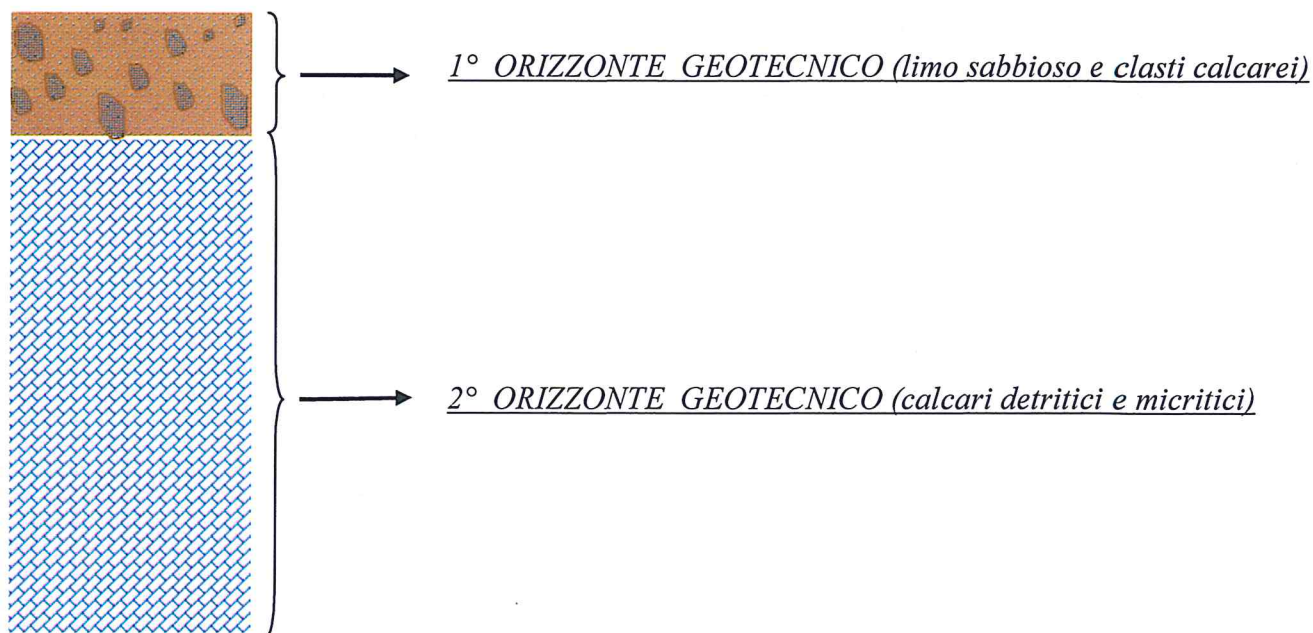 1° ORIZZONTE GEOTECNICO (limo sabbioso e clasti calcarei)
2° ORIZZONTE GEOTECNICO (calcari detritici e micritici)